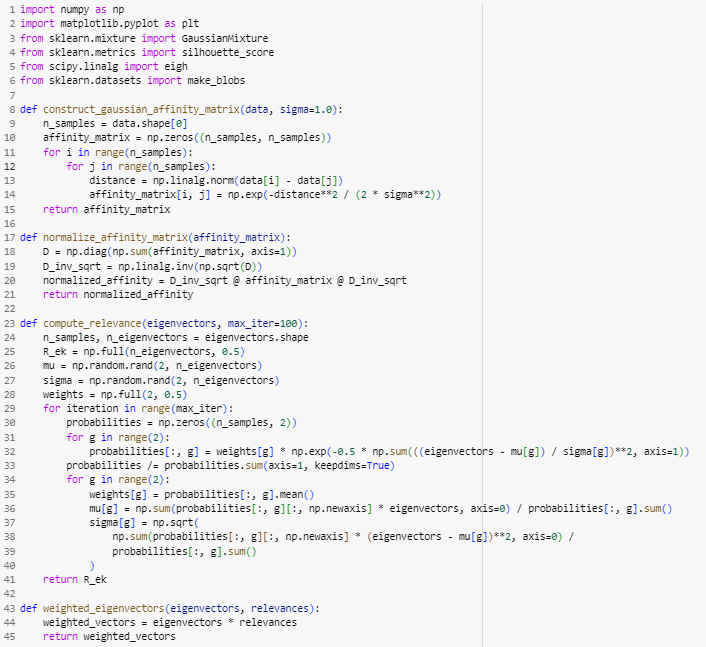 1 import numpy as np
2 import matplotlib.pyplot as plt
3 from sklearn.mixture import GaussianMixture
4 from sklearn.metrics import silhouette_score
5 from scipy.linalg import eigh
6 from sklearn.datasets import make_blobs
7
8 def construct_gaussian_affinity_matrix(data, sigma=1.0):
9     n_samples = data.shape[0]
10     affinity_matrix = np.zeros((n_samples, n_samples))
11     for i in range(n_samples):
12         for j in range(n_samples):
13             distance = np.linalg.norm(data[i] - data[j])
14             affinity_matrix[i, j] = np.exp(-distance**2 / (2 * sigma**2))
15     return affinity_matrix
16
17 def normalize_affinity_matrix(affinity_matrix):
18     D = np.diag(np.sum(affinity_matrix, axis=1))
19     D_inv_sqrt = np.linalg.inv(np.sqrt(D))
20     normalized_affinity = D_inv_sqrt @ affinity_matrix @ D_inv_sqrt
21     return normalized_affinity
22
23 def compute_relevance(eigenvectors, max_iter=100):
24     n_samples, n_eigenvectors = eigenvectors.shape
25     R_ek = np.full(n_eigenvectors, 0.5)
26     mu = np.random.rand(2, n_eigenvectors)
27     sigma = np.random.rand(2, n_eigenvectors)
28     weights = np.full(2, 0.5)
29     for iteration in range(max_iter):
30         probabilities = np.zeros((n_samples, 2))
31         for g in range(2):
32             probabilities[:, g] = weights[g] * np.exp(-0.5 * np.sum(((eigenvectors - mu[g]) / sigma[g])**2, axis=1))
33         probabilities /= probabilities.sum(axis=1, keepdims=True)
34         for g in range(2):
35             weights[g] = probabilities[:, g].mean()
36             mu[g] = np.sum(probabilities[:, g][:, np.newaxis] * eigenvectors, axis=0) / probabilities[:, g].sum()
37             sigma[g] = np.sqrt(
38                 np.sum(probabilities[:, g][:, np.newaxis] * (eigenvectors - mu[g])**2, axis=0) /
39                 probabilities[:, g].sum()
40             )
41     return R_ek
42
43 def weighted_eigenvectors(eigenvectors, relevances):
44     weighted_vectors = eigenvectors * relevances
45     return weighted_vectors